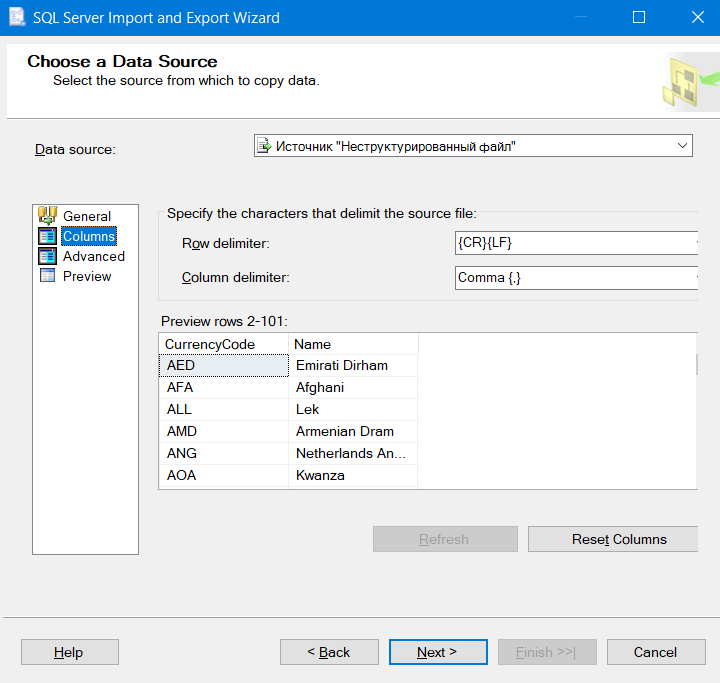 SQL Server Import and Export Wizard
Choose a Data Source
Select the source from which to copy data.
Data source:
Источник "Неструктурированный файл"
General
Columns
Advanced
Preview
Specify the characters that delimit the source file:
Row delimiter:
{CR}{LF}
Column delimiter:
Comma {,}
Preview rows 2-101:
CurrencyCode Name
AED Emirati Dirham
AFA Afghani
ALL Lek
AMD Armenian Dram
ANG Netherlands An...
AOA Kwanza
Refresh Reset Columns
Help < Back Next > Finish >>| Cancel